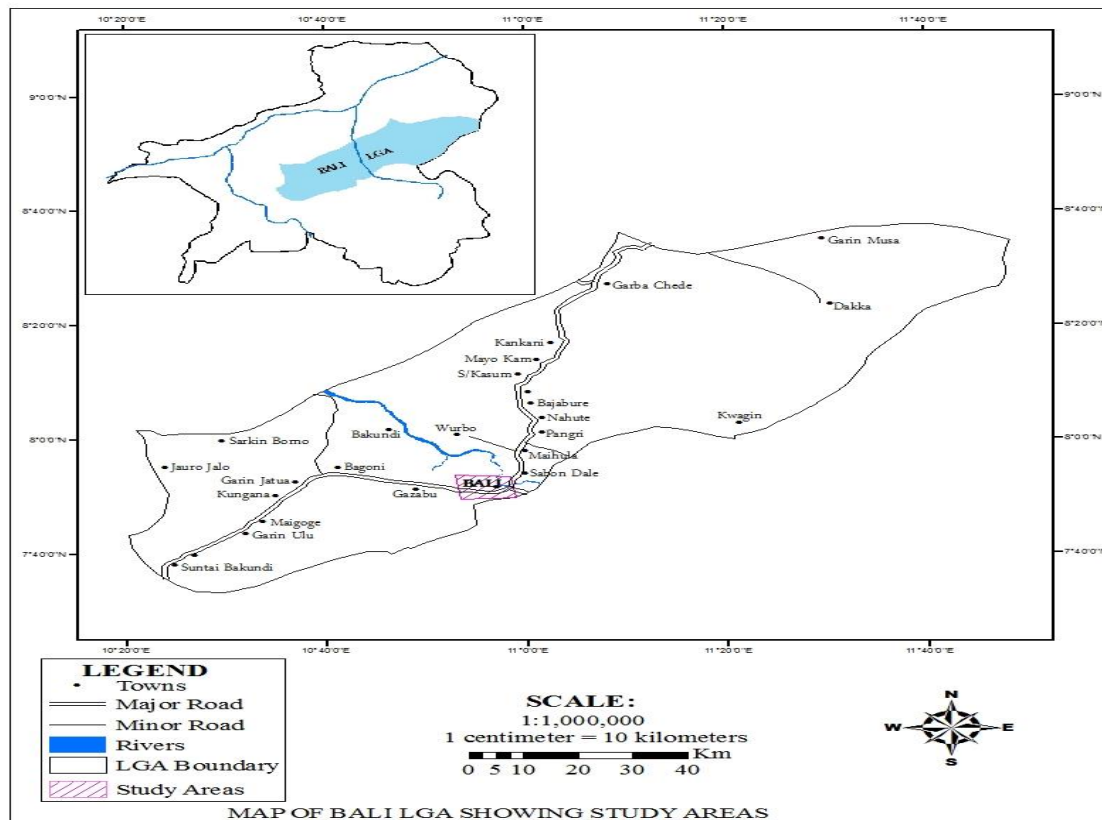 10°20'0"E 10°40'0"E 11°0'0"E 11°20'0"E 11°40'0"E
9°0'0"N 9°0'0"N
BALI LGA
8°40'0"N 8°40'0"N
Garin Musa
Garba Chede
Dakka
8°20'0"N 8°20'0"N
Kankani
Mayo Kam
S/Kasum
Bajabure
Nahute
Kwagin
Bakundi
Wurbo
Pangri
8°0'0"N 8°0'0"N
Sarkin Borno
Maihula
Jauro Jalo
Bagoni
Sabon Dale
Garin Jatua
BALI
Kungana
Gazabu
Maigoge
Garin Ulu
7°40'0"N 7°40'0"N
Suntai Bakundi
10°20'0"E 10°40'0"E 11°0'0"E 11°20'0"E 11°40'0"E
LEGEND
Towns
Major Road
Minor Road
Rivers
LGA Boundary
Study Areas
SCALE:
1:1,000,000
1 centimeter = 10 kilometers
Km
0 5 10 20 30 40
N
W E
S
MAP OF BALI LGA SHOWING STUDY AREAS